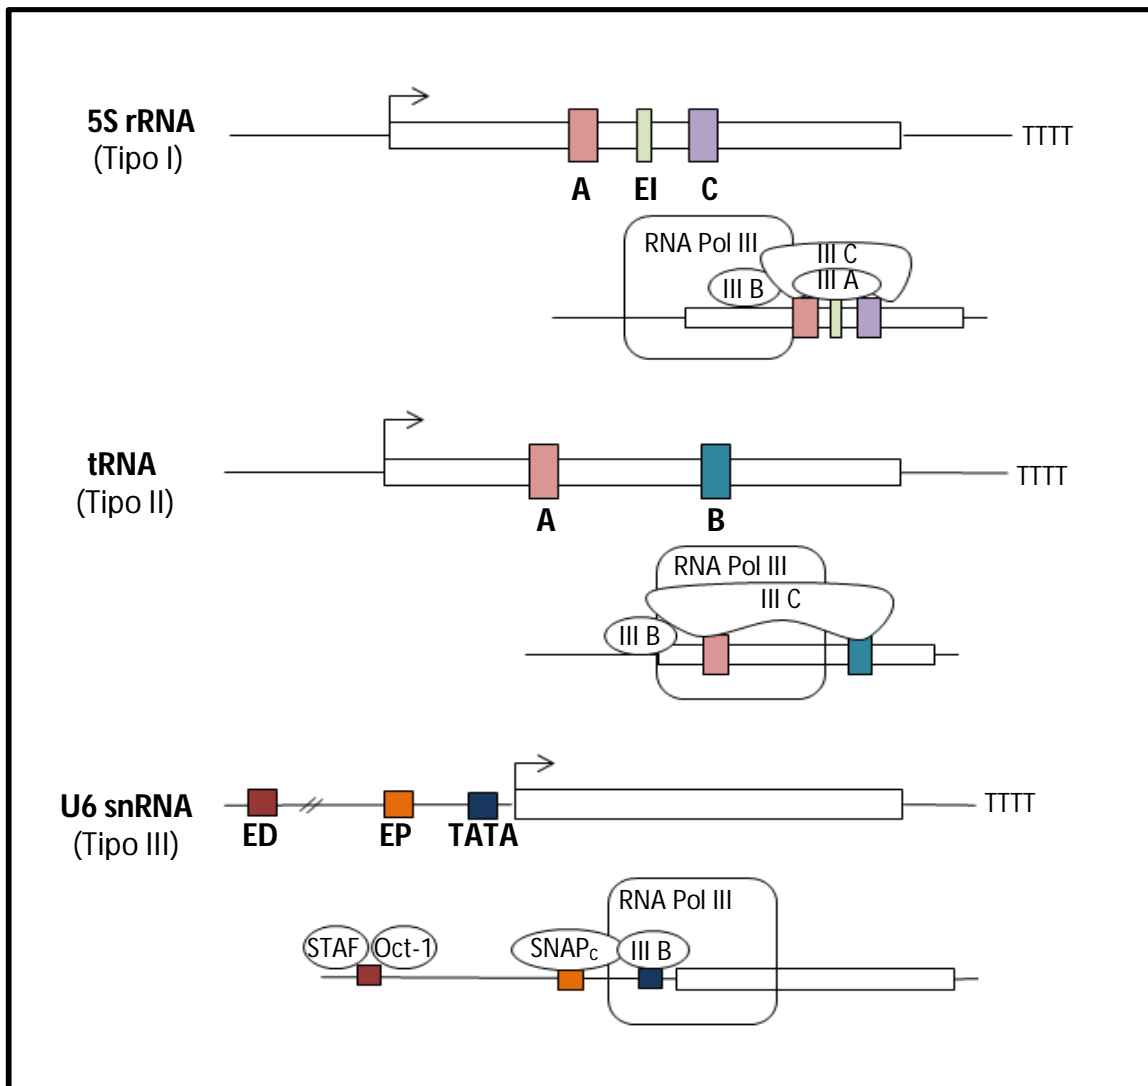 5S rRNA
(Tipo I)
TTTT
A EI C
RNA Pol III
III C
III A
III B
tRNA
(Tipo II)
TTTT
A B
RNA Pol III
III C
III B
U6 snRNA
(Tipo III)
TTTT
ED EP TATA
RNA Pol III
STAF Oct-1 SNAPc III B